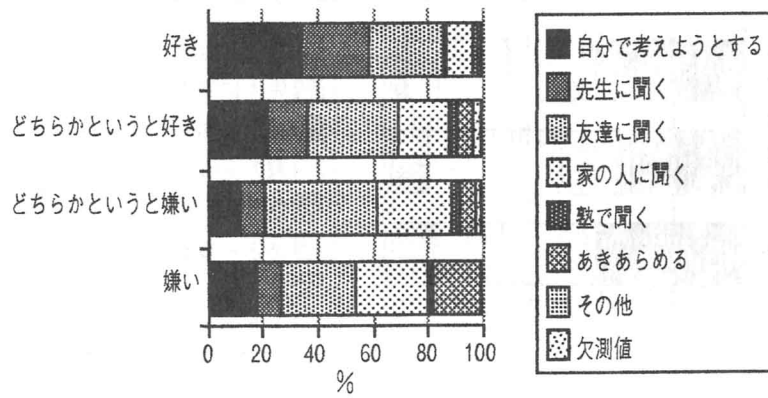 好き
どちらかというと好き
どちらかというと嫌い
嫌い
0 20 40 60 80 100
%
自分で考えようとする
先生に聞く
友達に聞く
家の人に聞く
塾で聞く
あきあらめる
その他
欠測値